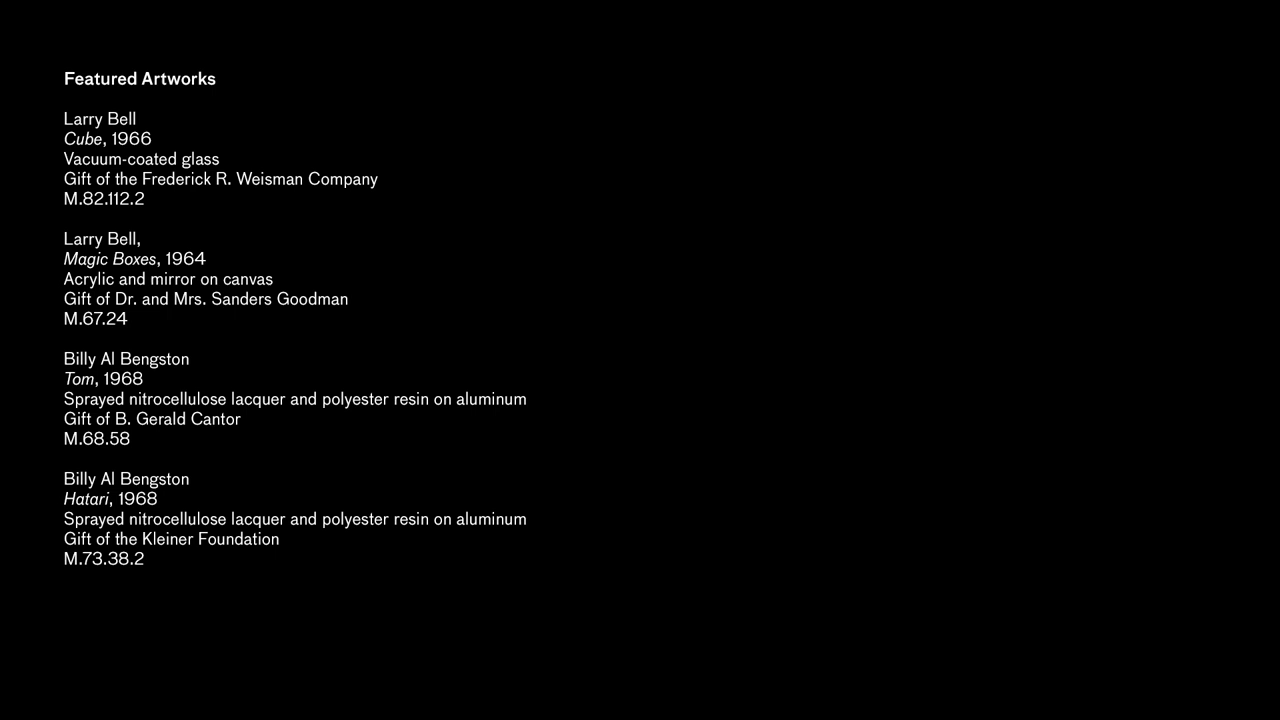 Featured Artworks
Larry Bell
Cube, 1966
Vacuum-coated glass
Gift of the Frederick R. Weisman Company
M.82.112.2
Larry Bell,
Magic Boxes, 1964
Acrylic and mirror on canvas
Gift of Dr. and Mrs. Sanders Goodman
M.67.24
Billy Al Bengston
Tom, 1968
Sprayed nitrocellulose lacquer and polyester resin on aluminum
Gift of B. Gerald Cantor
M.68.58
Billy Al Bengston
Hatari, 1968
Sprayed nitrocellulose lacquer and polyester resin on aluminum
Gift of the Kleiner Foundation
M.73.38.2